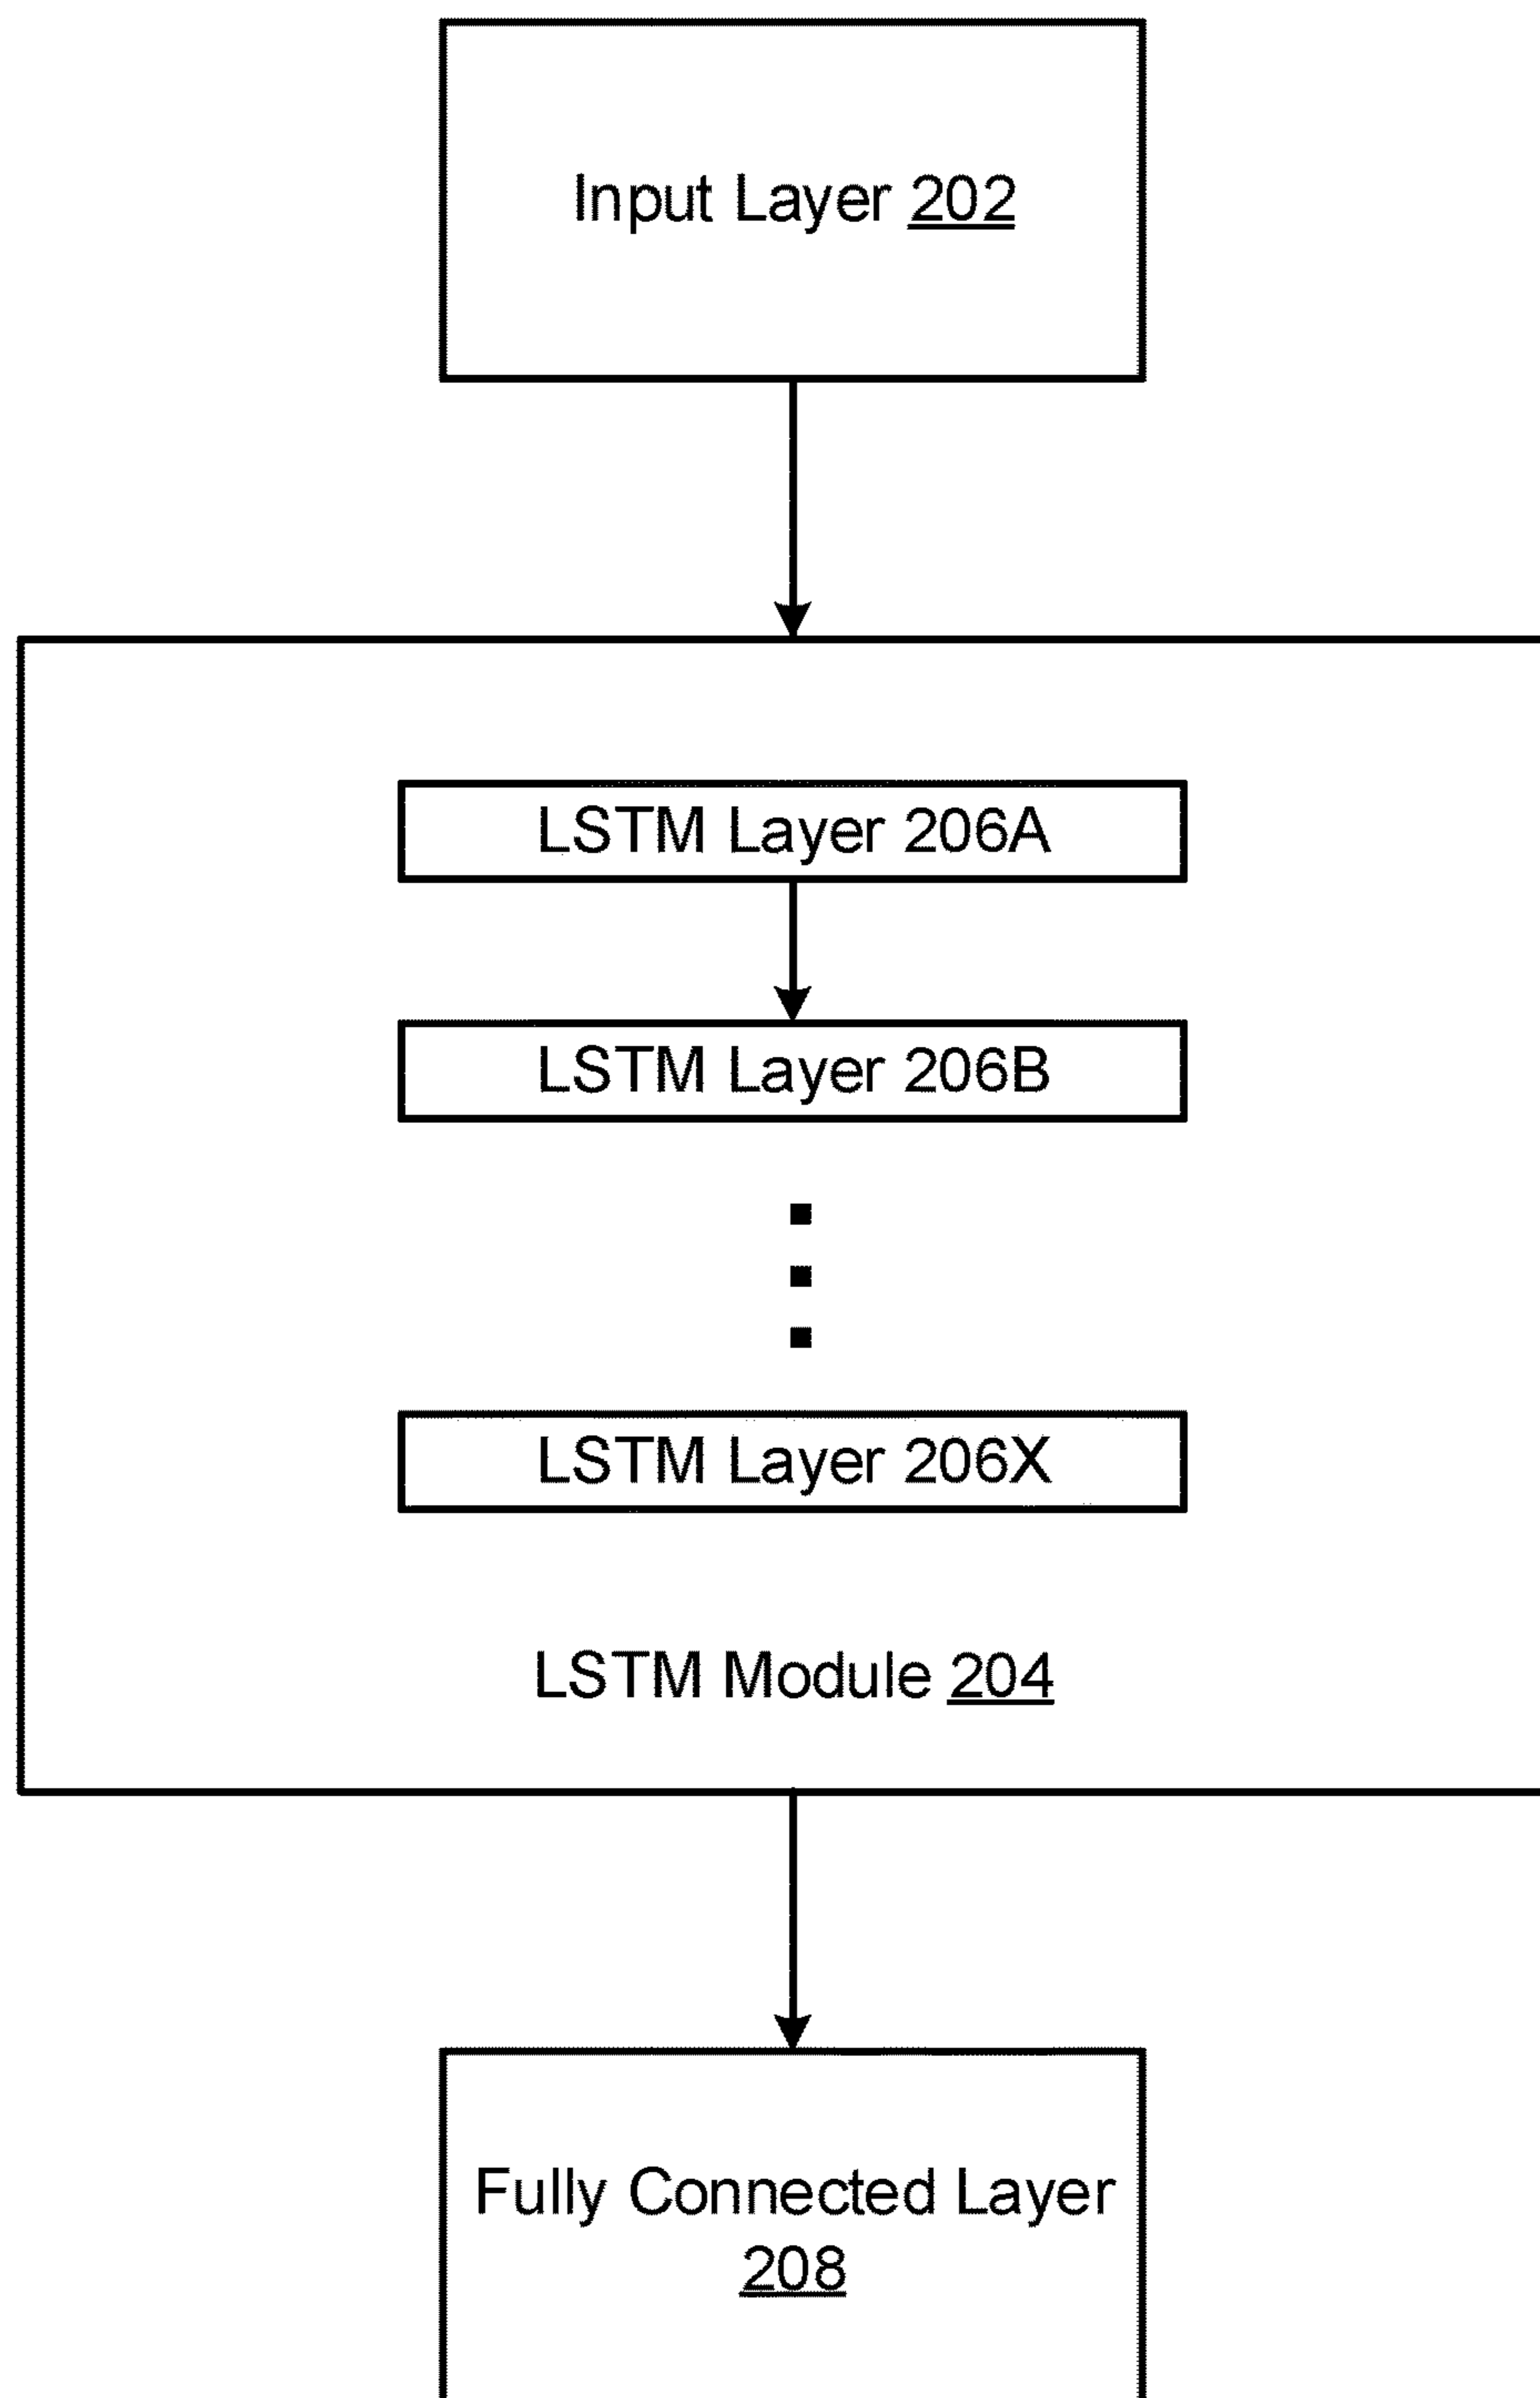 Input Layer 202
LSTM Layer 206A
LSTM Layer 206B
LSTM Layer 206X
LSTM Module 204
Fully Connected Layer
208